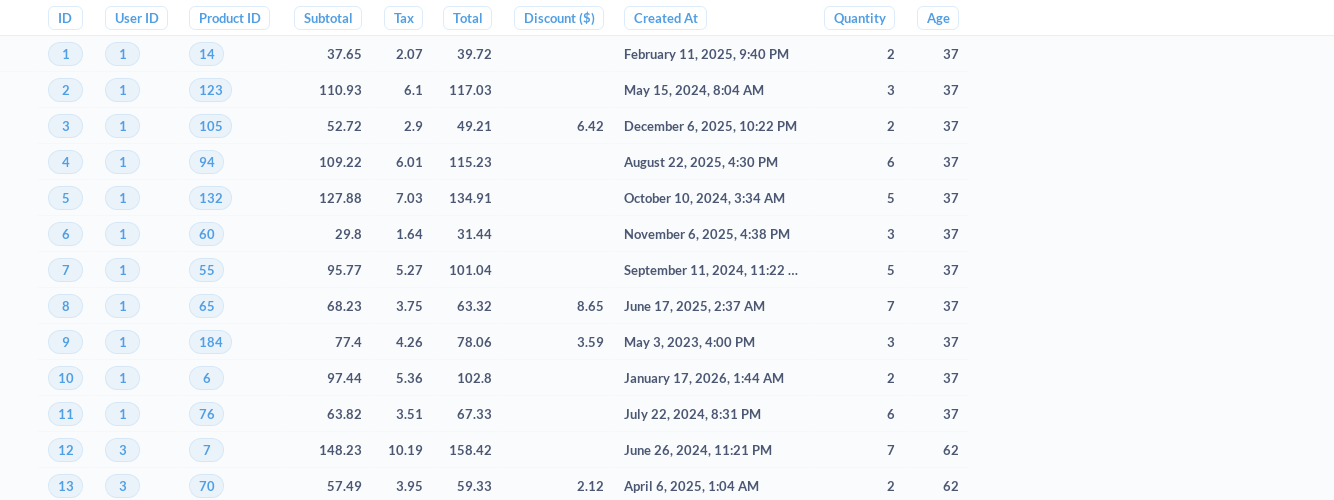 ID User ID Product ID Subtotal Tax Total Discount ($) Created At Quantity Age
1 1 14 37.65 2.07 39.72 February 11, 2025, 9:40 PM 2 37
2 1 123 110.93 6.1 117.03 May 15, 2024, 8:04 AM 3 37
3 1 105 52.72 2.9 49.21 6.42 December 6, 2025, 10:22 PM 2 37
4 1 94 109.22 6.01 115.23 August 22, 2025, 4:30 PM 6 37
5 1 132 127.88 7.03 134.91 October 10, 2024, 3:34 AM 5 37
6 1 60 29.8 1.64 31.44 November 6, 2025, 4:38 PM 3 37
7 1 55 95.77 5.27 101.04 September 11, 2024, 11:22 ... 5 37
8 1 65 68.23 3.75 63.32 8.65 June 17, 2025, 2:37 AM 7 37
9 1 184 77.4 4.26 78.06 3.59 May 3, 2023, 4:00 PM 3 37
10 1 6 97.44 5.36 102.8 January 17, 2026, 1:44 AM 2 37
11 1 76 63.82 3.51 67.33 July 22, 2024, 8:31 PM 6 37
12 3 7 148.23 10.19 158.42 June 26, 2024, 11:21 PM 7 62
13 3 70 57.49 3.95 59.33 2.12 April 6, 2025, 1:04 AM 2 62